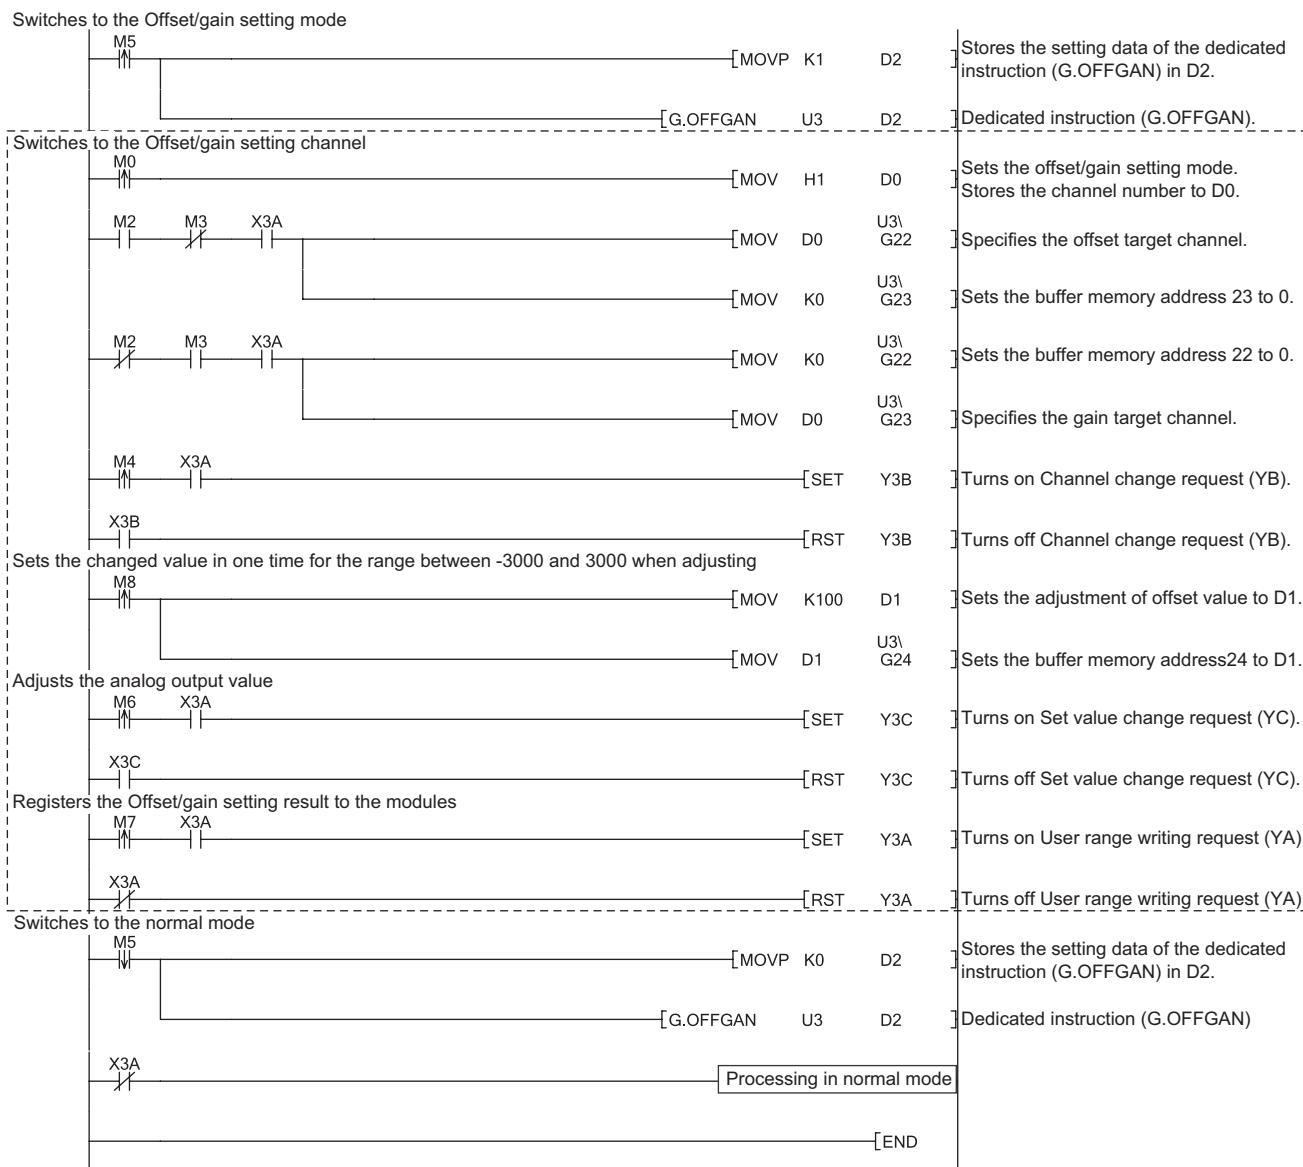 Switches to the Offset/gain setting mode
M5
MOVP K1 D2
Stores the setting data of the dedicated
instruction (G.OFFGAN) in D2.
G.OFFGAN U3 D2
Dedicated instruction (G.OFFGAN).
Switches to the Offset/gain setting channel
M0
MOV H1 D0
Sets the offset/gain setting mode.
Stores the channel number to D0.
M2 M3 X3A
U3\
MOV D0 G22
Specifies the offset target channel.
U3\
MOV K0 G23
Sets the buffer memory address 23 to 0.
M2 M3 X3A
U3\
MOV K0 G22
Sets the buffer memory address 22 to 0.
U3\
MOV D0 G23
Specifies the gain target channel.
M4 X3A
SET Y3B
Turns on Channel change request (YB).
X3B
RST Y3B
Turns off Channel change request (YB).
Sets the changed value in one time for the range between -3000 and 3000 when adjusting
M8
MOV K100 D1
Sets the adjustment of offset value to D1.
U3\
MOV D1 G24
Sets the buffer memory address24 to D1.
Adjusts the analog output value
M6 X3A
SET Y3C
Turns on Set value change request (YC).
X3C
RST Y3C
Turns off Set value change request (YC).
Registers the Offset/gain setting result to the modules
M7 X3A
SET Y3A
Turns on User range writing request (YA)
X3A
RST Y3A
Turns off User range writing request (YA)
Switches to the normal mode
M5
MOVP K0 D2
Stores the setting data of the dedicated
instruction (G.OFFGAN) in D2.
G.OFFGAN U3 D2
Dedicated instruction (G.OFFGAN)
X3A
Processing in normal mode
END